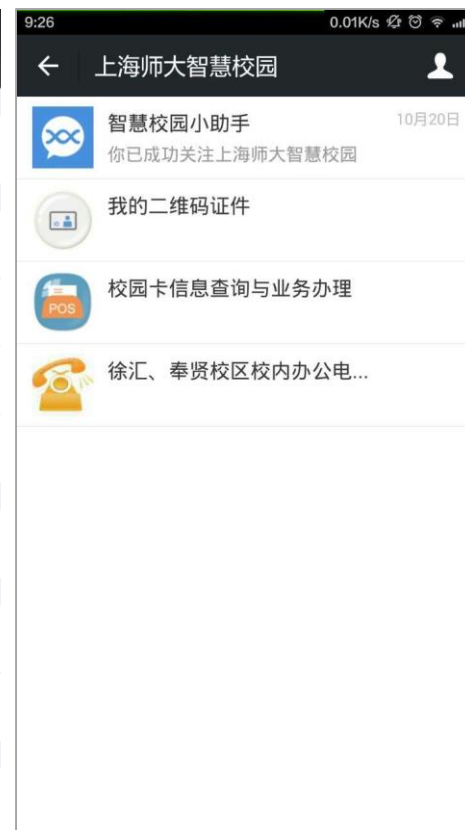 9:26 0.01K/s
上海师大智慧校园
智慧校园小助手 10月20日
你已成功关注上海师大智慧校园
我的二维码证件
POS
校园卡信息查询与业务办理
徐汇、奉贤校区校内办公电...